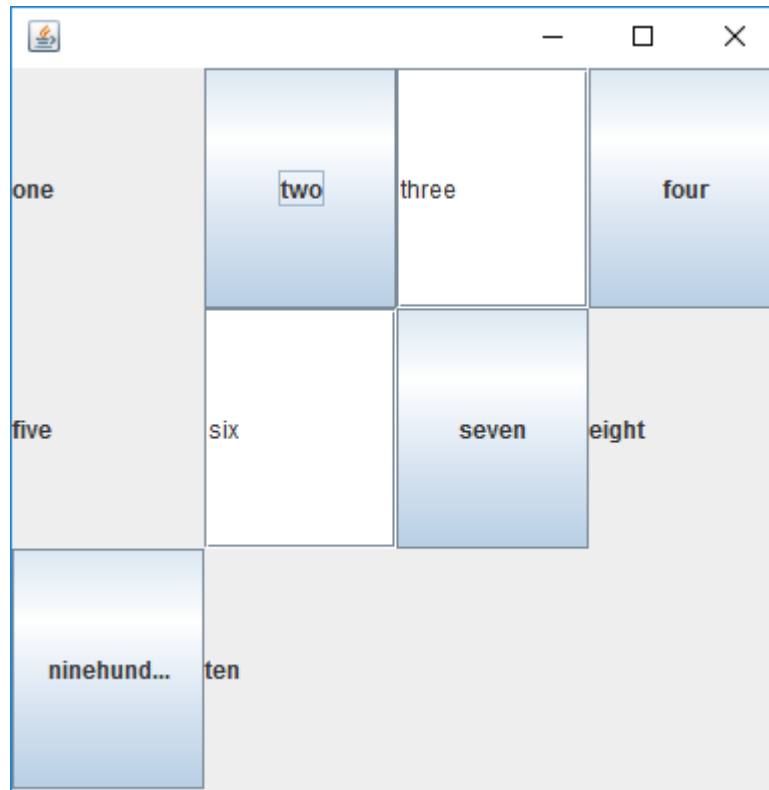 one two three four
five six seven eight
ninehund... ten